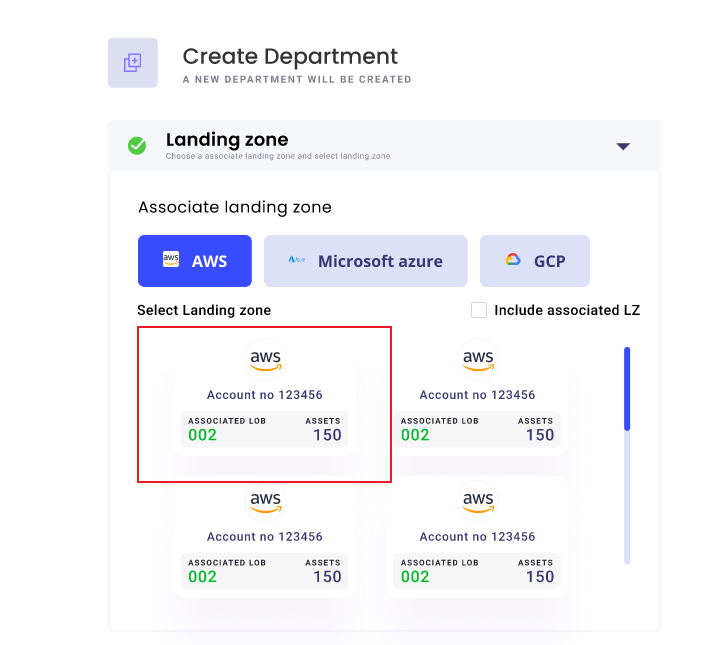 Create Department
A NEW DEPARTMENT WILL BE CREATED
Landing zone
Choose a associate landing zone and select landing zone
Associate landing zone
aws AWS
Azure Microsoft azure
GCP
Select Landing zone
Include associated LZ
aws
Account no 123456
ASSOCIATED LOB ASSETS
002 150
aws
Account no 123456
ASSOCIATED LOB ASSETS
002 150
aws
Account no 123456
ASSOCIATED LOB ASSETS
002 150
aws
Account no 123456
ASSOCIATED LOB ASSETS
002 150